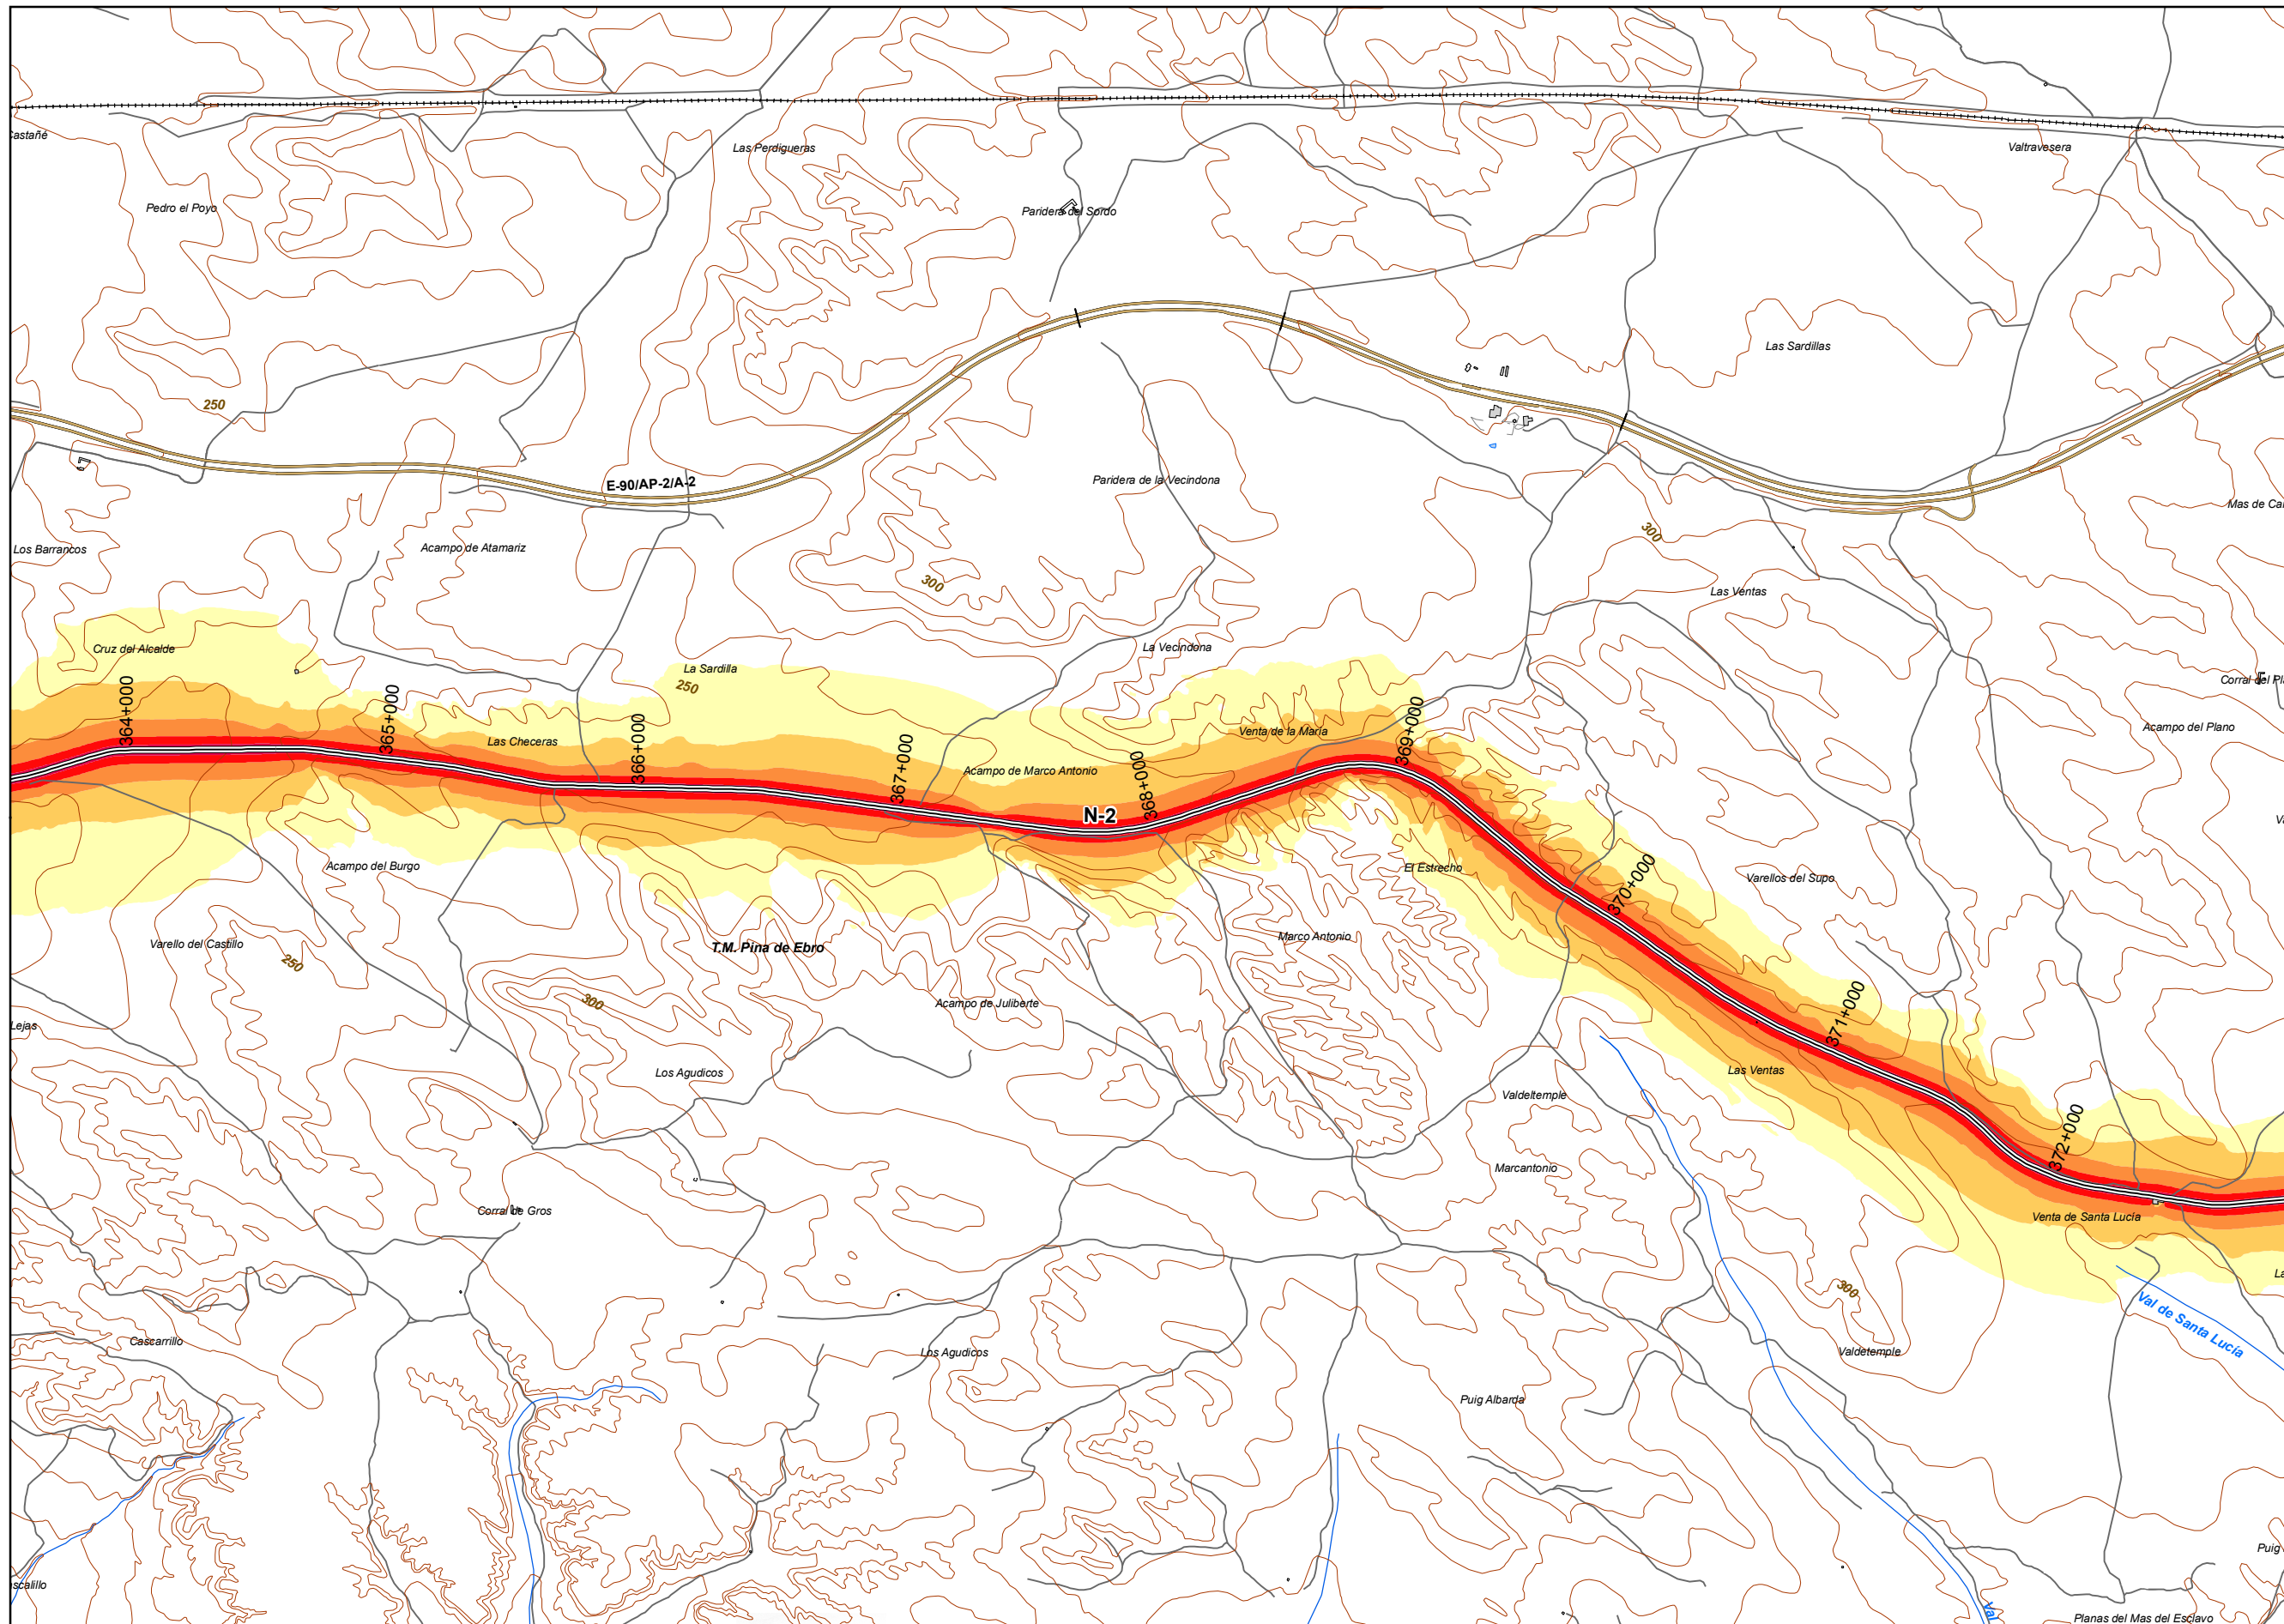 astañé
Las Perdigueras
Valtravesera
Pedro el Poyo
Paridera del Sordo
Las Sardillas
250
E-90/AP-2/A-2
Paridera de la Vecindona
Mas de Ca
300
Los Barrancos
Acampo de Atamariz
300
Las Ventas
Cruz del Alcalde
La Vecindona
La Sardilla
250
Corral del Pl
364+000
365+000
366+000
367+000
368+000
369+000
Acampo del Plano
Venta de la María
Las Checeras
Acampo de Marco Antonio
N-2
Acampo del Burgo
El Estrecho
370+000
Varellos del Supo
Varello del Castillo
T.M. Pina de Ebro
Marco Antonio
250
300
Acampo de Juliberte
371+000
Lejas
Los Agudicos
Las Ventas
Valdeltemple
372+000
Marcantonio
Corral de Gros
Venta de Santa Lucía
La
300
Val de Santa Lucía
Cascarrillo
Los Agudicos
Valdetemple
Puig Albarda
Puig
scalillo
Val
Planas del Mas del Esclavo